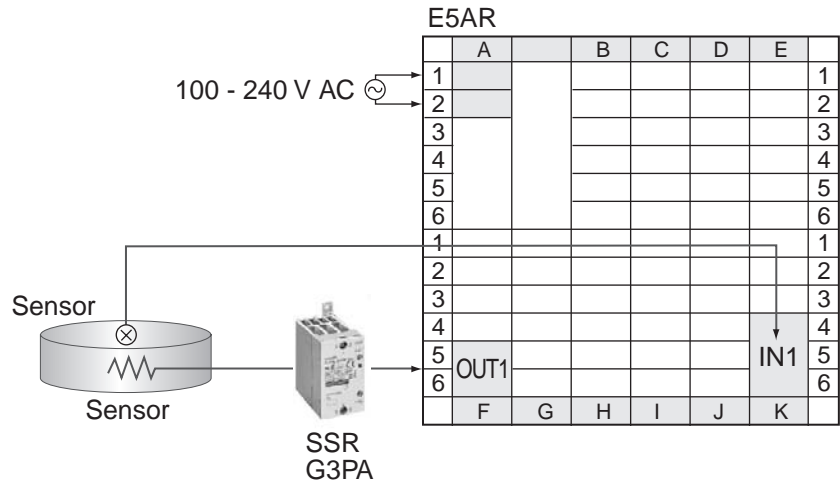 E5AR
A B C D E
100 - 240 V AC
1 1
2 2
3 3
4 4
5 5
6 6
1 1
2 2
3 3
4 4
5 5
6 6
Sensor
OUT1
IN1
Sensor
F G H I J K
SSR
G3PA